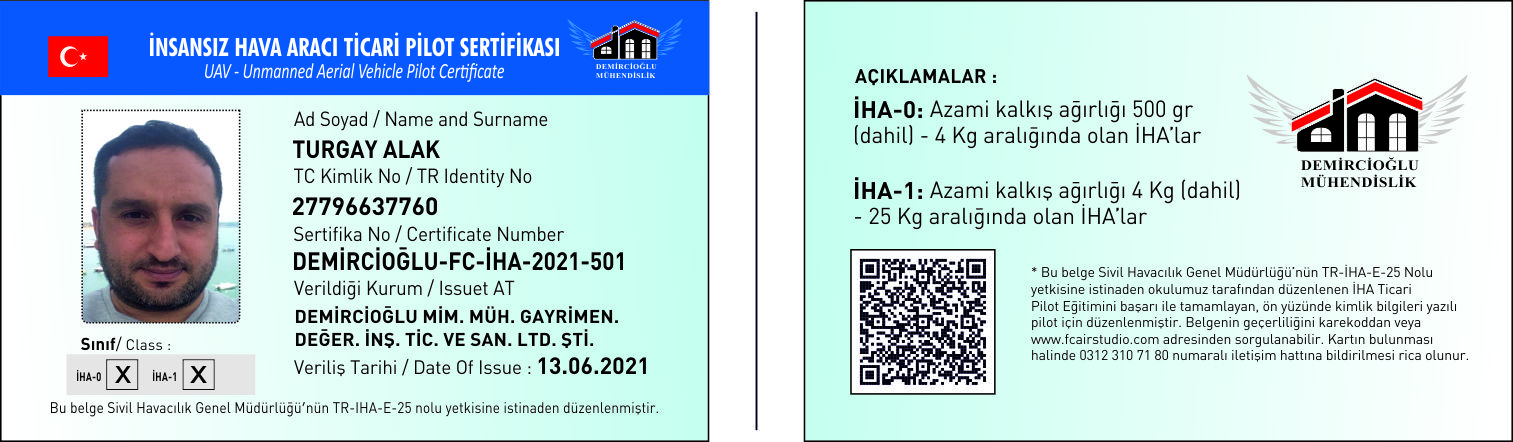 İNSANSIZ HAVA ARACI TİCARİ PİLOT SERTİFİKASI
UAV - Unmanned Aerial Vehicle Pilot Certificate
DEMİRCİOĞLU
MÜHENDİSLİK
Ad Soyad / Name and Surname
TURGAY ALAK
TC Kimlik No / TR Identity No
27796637760
Sertifika No / Certificate Number
DEMİRCİOĞLU-FC-İHA-2021-501
Verildiği Kurum / Issuet AT
DEMİRCİOĞLU MİM. MÜH. GAYRİMEN.
DEĞER. İNŞ. TİC. VE SAN. LTD. ŞTİ.
Veriliş Tarihi / Date Of Issue : 13.06.2021
Sınıf/ Class :
İHA-0 X İHA-1 X
Bu belge Sivil Havacılık Genel Müdürlüğü'nün TR-IHA-E-25 nolu yetkisine istinaden düzenlenmiştir.
AÇIKLAMALAR :
İHA-0: Azami kalkış ağırlığı 500 gr
(dahil) - 4 Kg aralığında olan İHA'lar
İHA-1: Azami kalkış ağırlığı 4 Kg (dahil)
- 25 Kg aralığında olan İHA'lar
DEMİRCİOĞLU
MÜHENDİSLİK
* Bu belge Sivil Havacılık Genel Müdürlüğü'nün TR-İHA-E-25 Nolu
yetkisine istinaden okulumuz tarafından düzenlenen İHA Ticari
Pilot Eğitimini başarı ile tamamlayan, ön yüzünde kimlik bilgileri yazılı
pilot için düzenlenmiştir. Belgenin geçerliliğini karekoddan veya
www.fcairstudio.com adresinden sorgulanabilir. Kartın bulunması
halinde 0312 310 71 80 numaralı iletişim hattına bildirilmesi rica olunur.